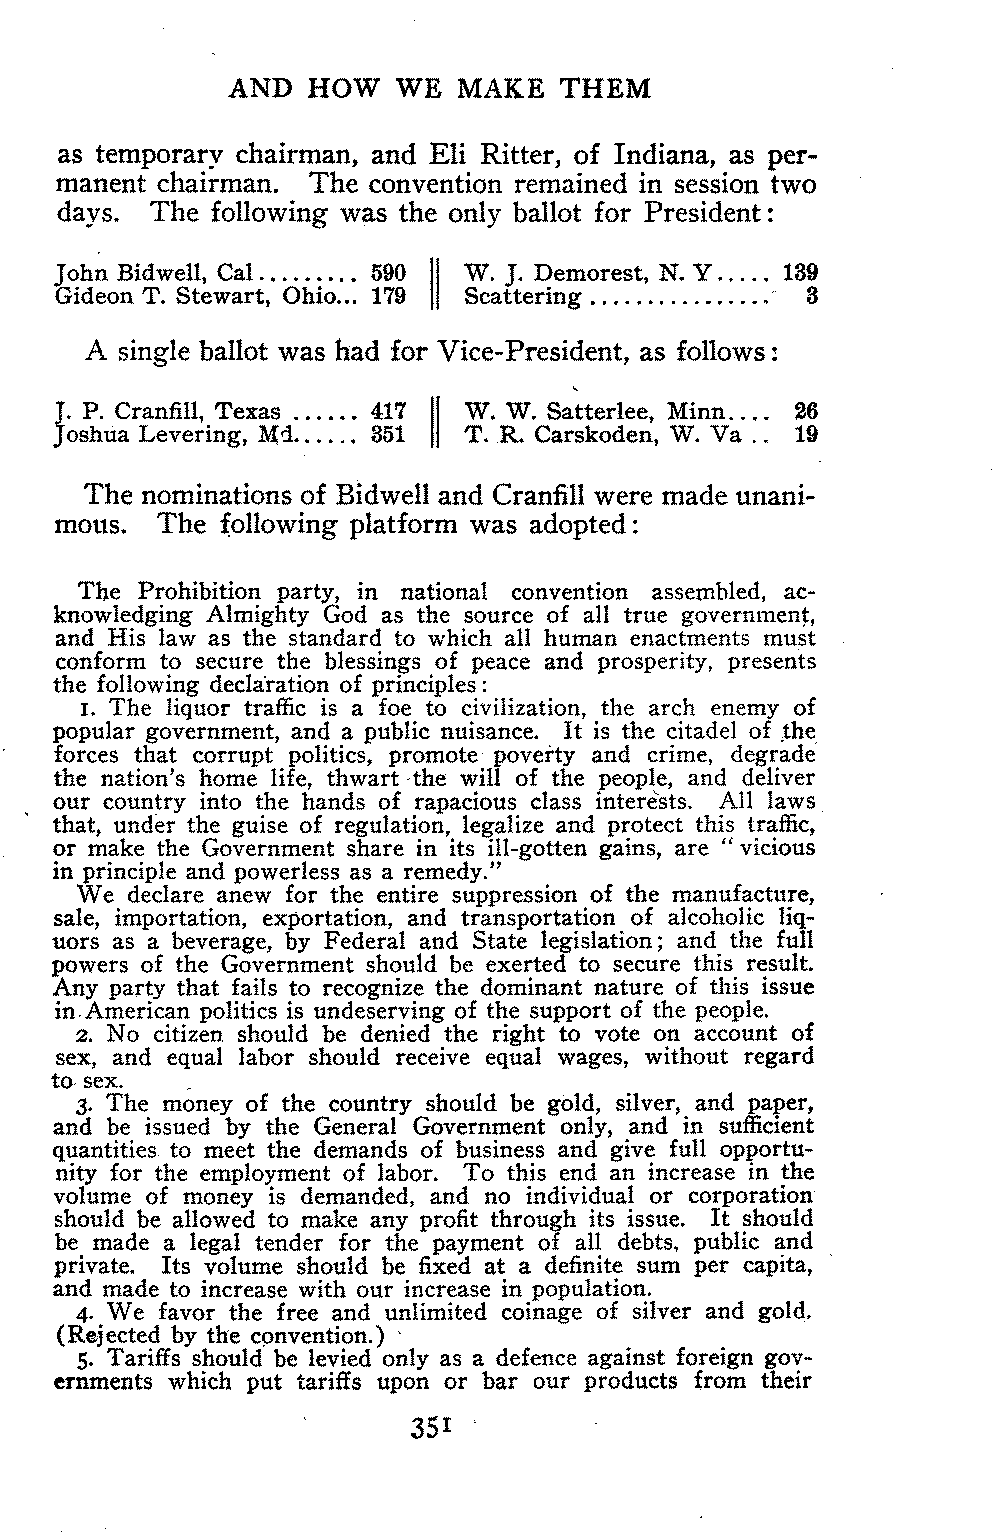 AND HOW WE MAKE THEM
as temporary chairman, and Eli Ritter, of Indiana, as per-
manent chairman. The convention remained in session two
days. The following was the only ballot for President:
John Bidwell, Cal......... 590 || W. J. Demorest, N. Y..... 139
Gideon T. Stewart, Ohio... 179 || Scattering ................ 3
A single ballot was had for Vice-President, as follows:
J. P. Cranfill, Texas ...... 417 || W. W. Satterlee, Minn.... 26
Joshua Levering, Md...... 351 || T. R. Carskoden, W. Va .. 19
The nominations of Bidwell and Cranfill were made unani-
mous. The following platform was adopted:
The Prohibition party, in national convention assembled, ac-
knowledging Almighty God as the source of all true government,
and His law as the standard to which all human enactments must
conform to secure the blessings of peace and prosperity, presents
the following declaration of principles:
1. The liquor traffic is a foe to civilization, the arch enemy of
popular government, and a public nuisance. It is the citadel of the
forces that corrupt politics, promote poverty and crime, degrade
the nation's home life, thwart the will of the people, and deliver
our country into the hands of rapacious class interests. All laws
that, under the guise of regulation, legalize and protect this traffic,
or make the Government share in its ill-gotten gains, are "vicious
in principle and powerless as a remedy."
We declare anew for the entire suppression of the manufacture,
sale, importation, exportation, and transportation of alcoholic liq-
uors as a beverage, by Federal and State legislation; and the full
powers of the Government should be exerted to secure this result.
Any party that fails to recognize the dominant nature of this issue
in American politics is undeserving of the support of the people.
2. No citizen should be denied the right to vote on account of
sex, and equal labor should receive equal wages, without regard
to sex.
3. The money of the country should be gold, silver, and paper,
and be issued by the General Government only, and in sufficient
quantities to meet the demands of business and give full opportu-
nity for the employment of labor. To this end an increase in the
volume of money is demanded, and no individual or corporation
should be allowed to make any profit through its issue. It should
be made a legal tender for the payment of all debts, public and
private. Its volume should be fixed at a definite sum per capita,
and made to increase with our increase in population.
4. We favor the free and unlimited coinage of silver and gold.
(Rejected by the convention.)
5. Tariffs should be levied only as a defence against foreign gov-
ernments which put tariffs upon or bar our products from their
351